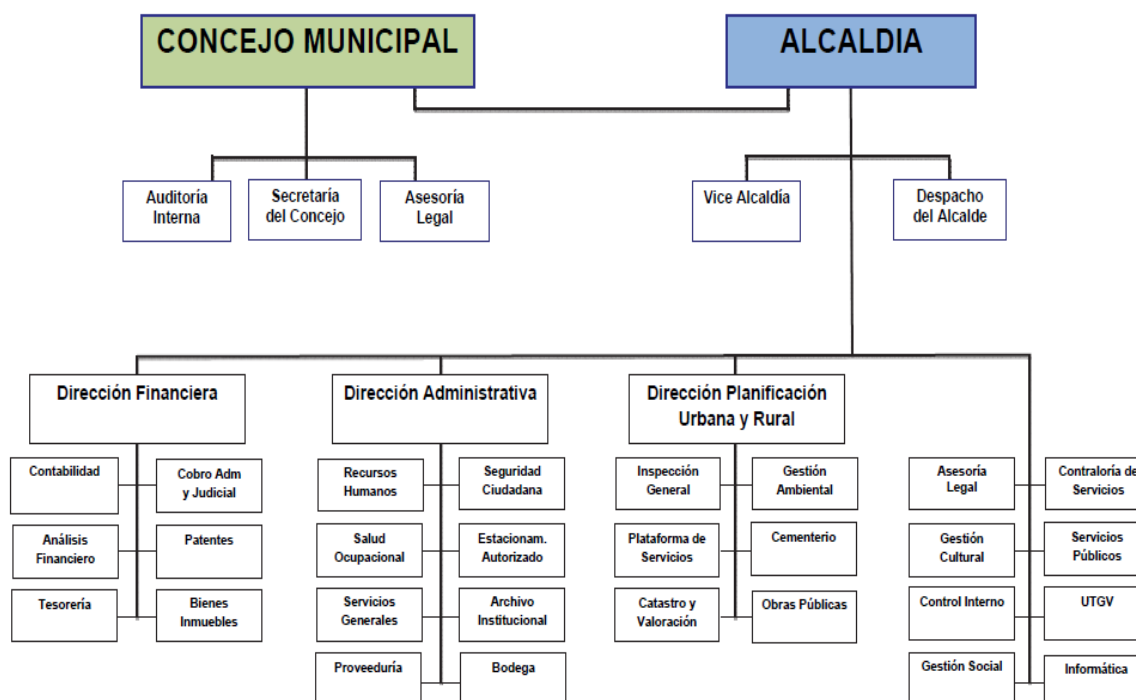 CONCEJO MUNICIPAL
ALCALDIA
Auditoría
Interna
Secretaría
del Concejo
Asesoría
Legal
Vice Alcaldía
Despacho
del Alcalde
Dirección Financiera
Dirección Administrativa
Dirección Planificación
Urbana y Rural
Contabilidad
Cobro Adm
y Judicial
Análisis
Financiero
Patentes
Tesorería
Bienes
Inmuebles
Recursos
Humanos
Seguridad
Ciudadana
Salud
Ocupacional
Estacionam.
Autorizado
Servicios
Generales
Archivo
Institucional
Proveeduría
Bodega
Inspección
General
Gestión
Ambiental
Plataforma de
Servicios
Cementerio
Catastro y
Valoración
Obras Públicas
Asesoría
Legal
Contraloría de
Servicios
Gestión
Cultural
Servicios
Públicos
Control Interno
UTGV
Gestión Social
Informática